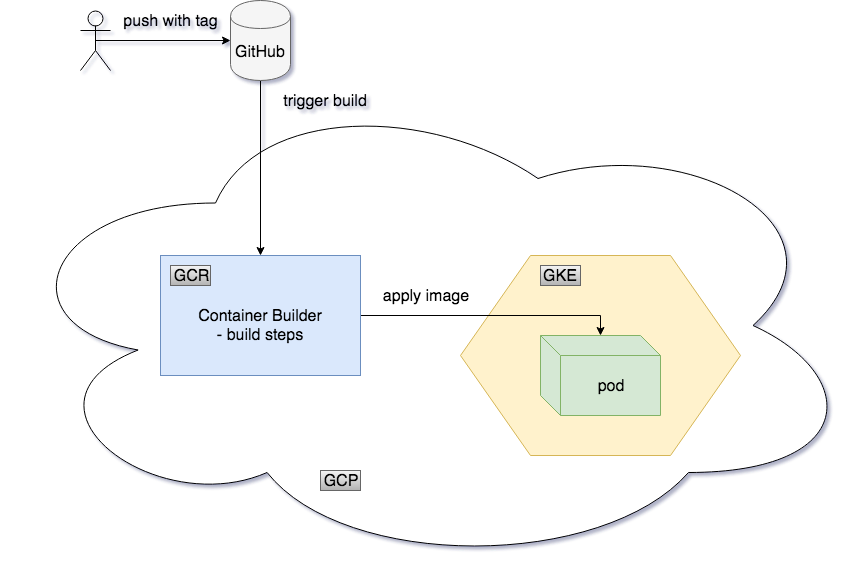 push with tag
GitHub
trigger build
GCR
GKE
apply image
Container Builder
- build steps
pod
GCP